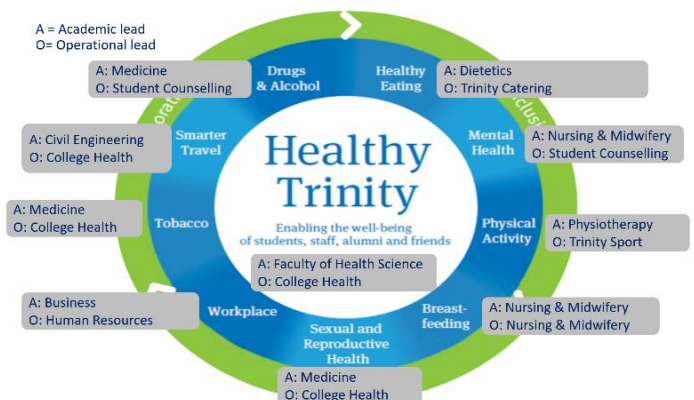 A = Academic lead
O= Operational lead
A: Medicine
O: Student Counselling
Drugs
& Alcohol
Healthy
Eating
A: Dietetics
O: Trinity Catering
A: Civil Engineering
O: College Health
Smarter
Travel
Mental
Health
A: Nursing & Midwifery
O: Student Counselling
Healthy
Trinity
Enabling the well-being
of students, staff, alumni and friends
A: Medicine
O: College Health
Tobacco
Physical
Activity
A: Physiotherapy
O: Trinity Sport
A: Faculty of Health Science
O: College Health
A: Business
O: Human Resources
Workplace
Breast-
feeding
A: Nursing & Midwifery
O: Nursing & Midwifery
Sexual and
Reproductive
Health
A: Medicine
O: College Health